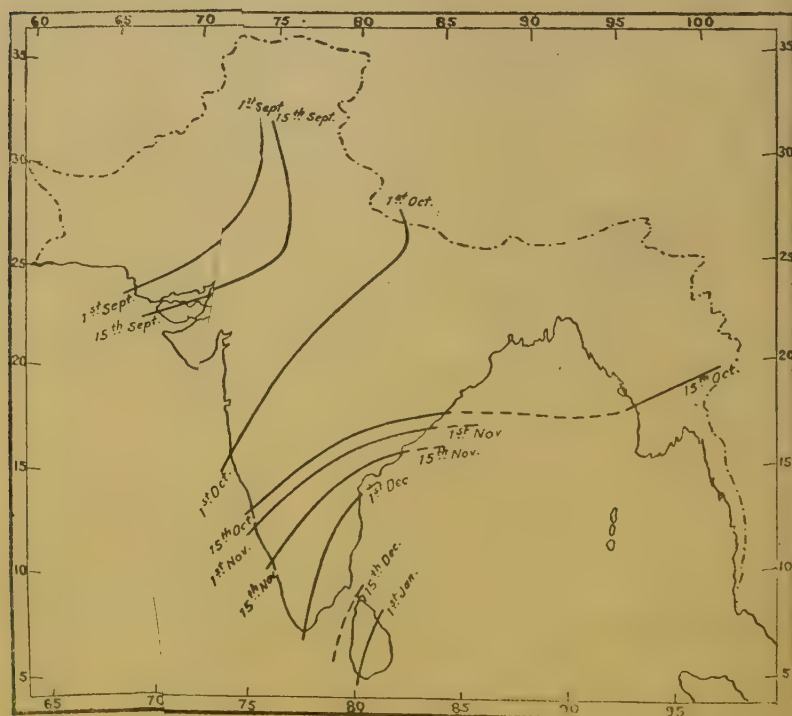 60 65 70 75 80 85 90 95 100
35 35
1st Sept. 15th Sept.
30 30
1st Oct.
25 25
1st Sept.
15th Sept.
20 20
15th Oct.
1st Nov
15th Nov.
15 15
1st Oct.
1st Dec
15th Oct.
1st Nov.
15th Nov
15th Dec.
10 10
1st Jan.
5 5
65 70 75 80 85 90 95